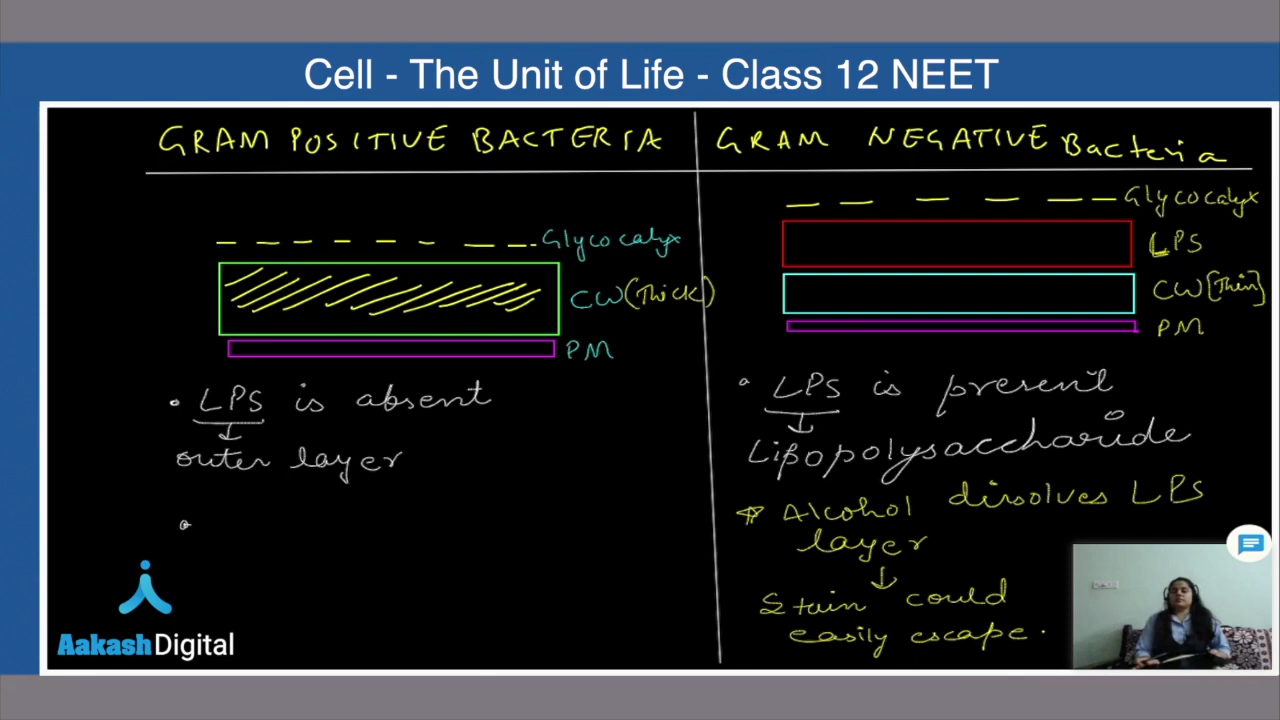 Cell - The Unit of Life - Class 12 NEET
GRAM POSITIVE BACTERIA
GRAM NEGATIVE Bacteria
Glycocalyx
CW (Thick)
PM
• LPS is absent
outer layer
Glycocalyx
LPS
CW [Thin]
PM
• LPS is present
Lipopolysaccharide
☆ Alcohol dissolves LPS
layer
Stain could
easily escape.
Aakash Digital